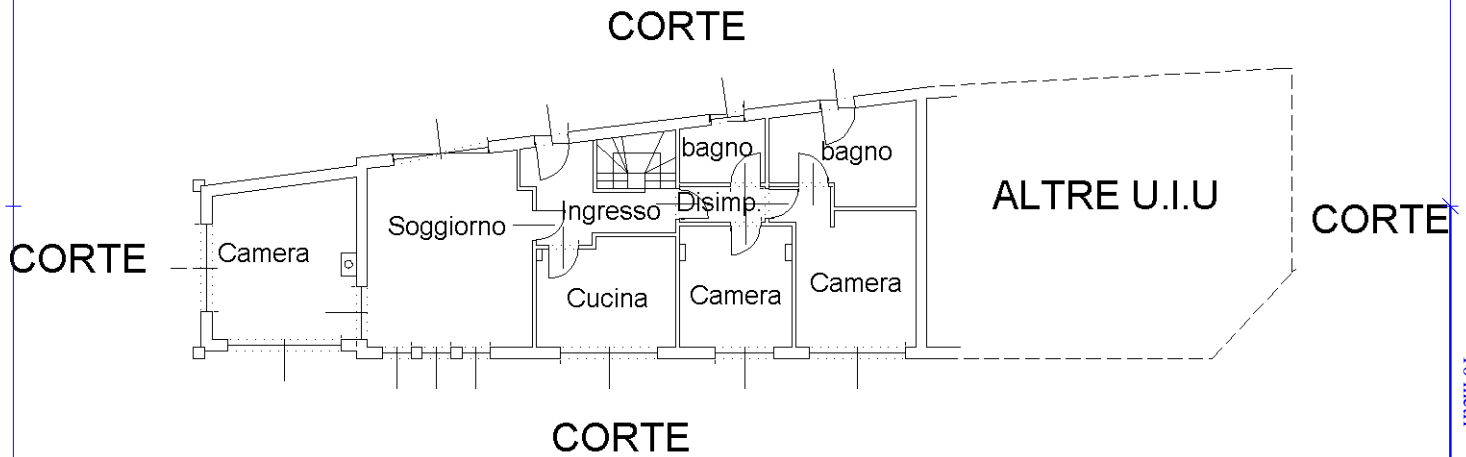 CORTE
bagno
bagno
ALTRE U.I.U
Ingresso
Disimp.
Soggiorno
CORTE
CORTE
Camera
Cucina
Camera
Camera
CORTE